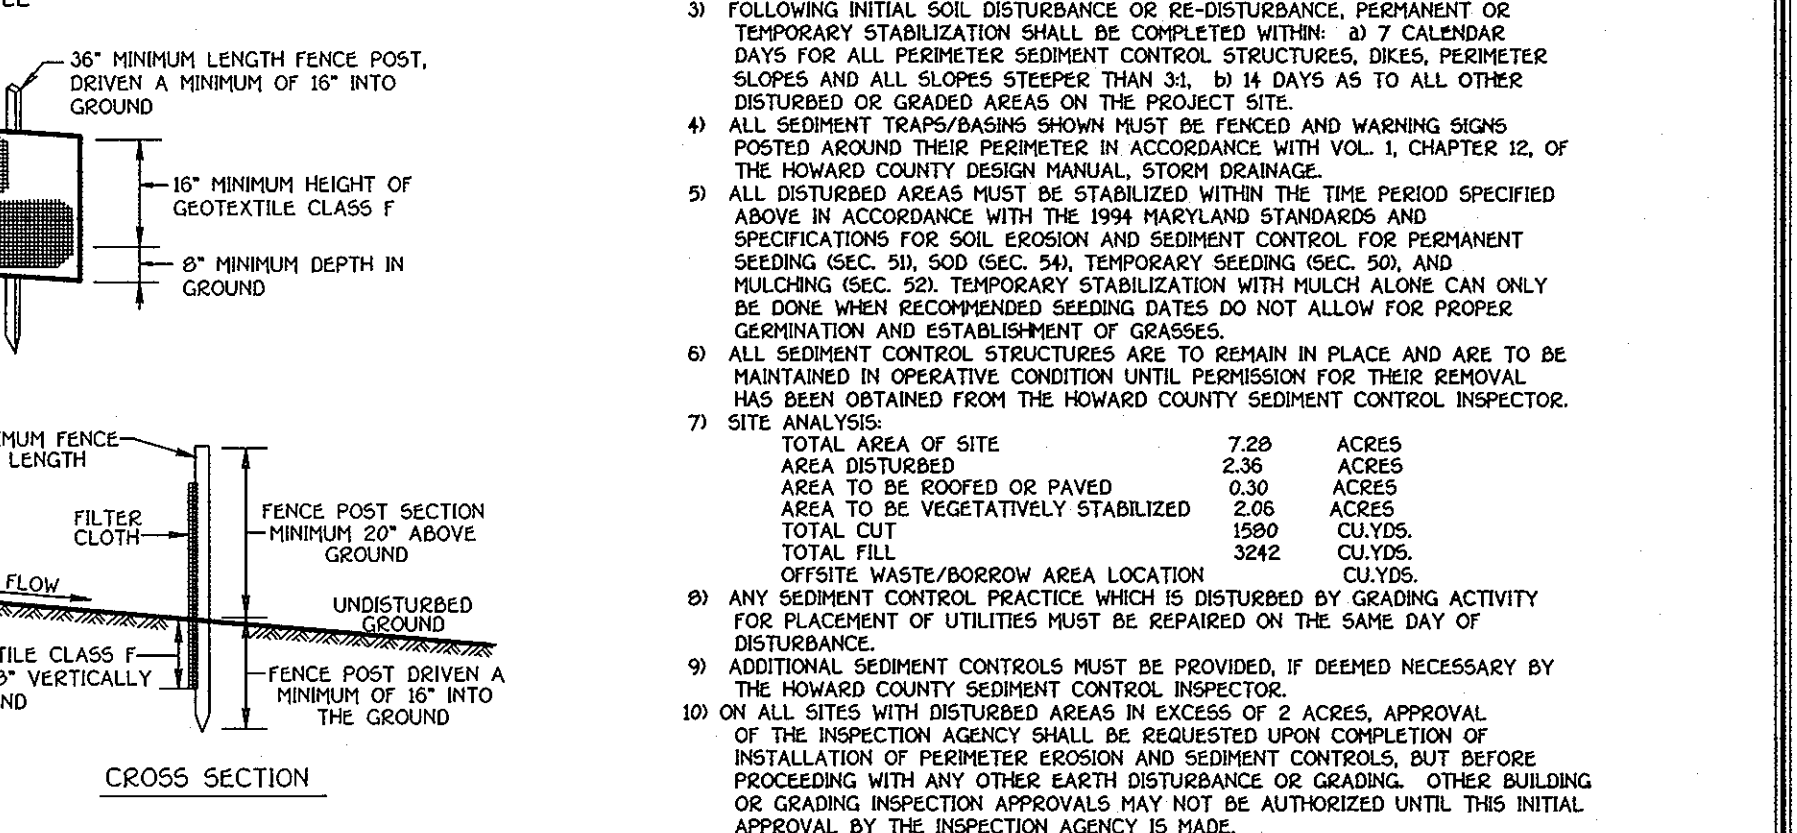 36" MINIMUM LENGTH FENCE POST,
DRIVEN A MINIMUM OF 16" INTO
GROUND
16" MINIMUM HEIGHT OF
GEOTEXTILE CLASS F
8" MINIMUM DEPTH IN
GROUND
FENCE
LENGTH
FILTER
CLOTH
FENCE POST SECTION
MINIMUM 20" ABOVE
GROUND
FLOW
UNDISTURBED
GROUND
CLASS F
VERTICALLY
FENCE POST DRIVEN A
MINIMUM OF 16" INTO
THE GROUND
CROSS SECTION
3) FOLLOWING INITIAL SOIL DISTURBANCE OR RE-DISTURBANCE, PERMANENT OR
TEMPORARY STABILIZATION SHALL BE COMPLETED WITHIN: a) 7 CALENDAR
DAYS FOR ALL PERIMETER SEDIMENT CONTROL STRUCTURES, DIKES, PERIMETER
SLOPES AND ALL SLOPES STEEPER THAN 3:1, b) 14 DAYS AS TO ALL OTHER
DISTURBED OR GRADED AREAS ON THE PROJECT SITE.
4) ALL SEDIMENT TRAPS/BASINS SHOWN MUST BE FENCED AND WARNING SIGNS
POSTED AROUND THEIR PERIMETER IN ACCORDANCE WITH VOL. 1, CHAPTER 12, OF
THE HOWARD COUNTY DESIGN MANUAL, STORM DRAINAGE.
5) ALL DISTURBED AREAS MUST BE STABILIZED WITHIN THE TIME PERIOD SPECIFIED
ABOVE IN ACCORDANCE WITH THE 1994 MARYLAND STANDARDS AND
SPECIFICATIONS FOR SOIL EROSION AND SEDIMENT CONTROL FOR PERMANENT
SEEDING (SEC. 51), SOD (SEC. 54), TEMPORARY SEEDING (SEC. 50), AND
MULCHING (SEC. 52). TEMPORARY STABILIZATION WITH MULCH ALONE CAN ONLY
BE DONE WHEN RECOMMENDED SEEDING DATES DO NOT ALLOW FOR PROPER
GERMINATION AND ESTABLISHMENT OF GRASSES.
6) ALL SEDIMENT CONTROL STRUCTURES ARE TO REMAIN IN PLACE AND ARE TO BE
MAINTAINED IN OPERATIVE CONDITION UNTIL PERMISSION FOR THEIR REMOVAL
HAS BEEN OBTAINED FROM THE HOWARD COUNTY SEDIMENT CONTROL INSPECTOR.
7) SITE ANALYSIS:
TOTAL AREA OF SITE 7.28 ACRES
AREA DISTURBED 2.36 ACRES
AREA TO BE ROOFED OR PAVED 0.30 ACRES
AREA TO BE VEGETATIVELY STABILIZED 2.06 ACRES
TOTAL CUT CU.YDS.
TOTAL FILL 3242 CU.YDS.
OFFSITE WASTE/BORROW AREA LOCATION CU.YDS.
8) ANY SEDIMENT CONTROL PRACTICE WHICH IS DISTURBED BY GRADING ACTIVITY
FOR PLACEMENT OF UTILITIES MUST BE REPAIRED ON THE SAME DAY OF
DISTURBANCE.
9) ADDITIONAL SEDIMENT CONTROLS MUST BE PROVIDED, IF DEEMED NECESSARY BY
THE HOWARD COUNTY SEDIMENT CONTROL INSPECTOR.
10) ON ALL SITES WITH DISTURBED AREAS IN EXCESS OF 2 ACRES, APPROVAL
OF THE INSPECTION AGENCY SHALL BE REQUESTED UPON COMPLETION OF
INSTALLATION OF PERIMETER EROSION AND SEDIMENT CONTROLS, BUT BEFORE
PROCEEDING WITH ANY OTHER EARTH DISTURBANCE OR GRADING. OTHER BUILDING
OR GRADING INSPECTION APPROVALS MAY NOT BE AUTHORIZED UNTIL THIS INITIAL
APPROVAL BY THE INSPECTION AGENCY IS MADE.